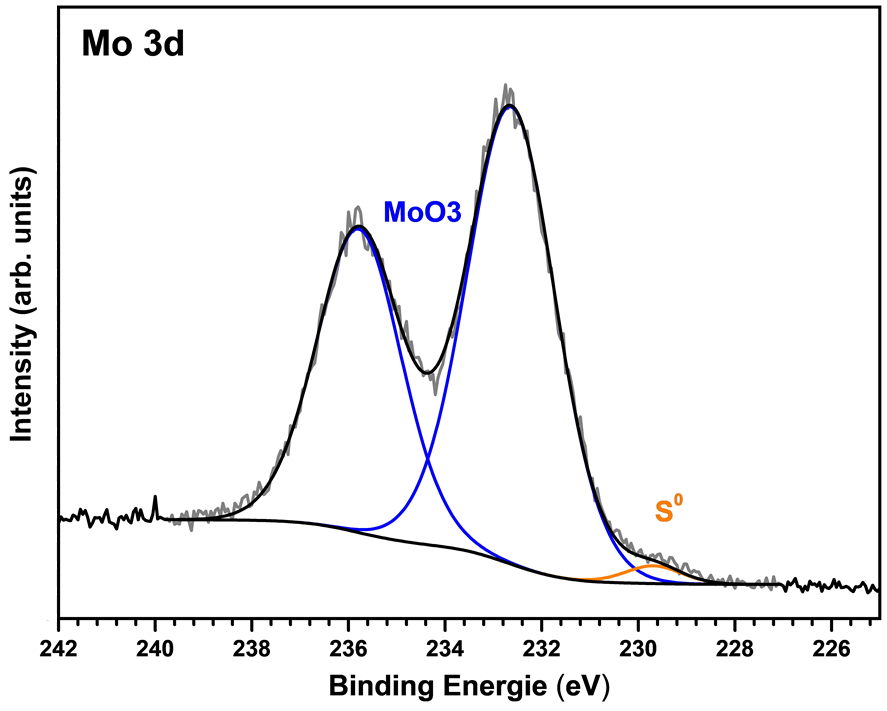 Mo 3d
MoO3
S⁰
Intensity (arb. units)
242 240 238 236 234 232 230 228 226
Binding Energie (eV)